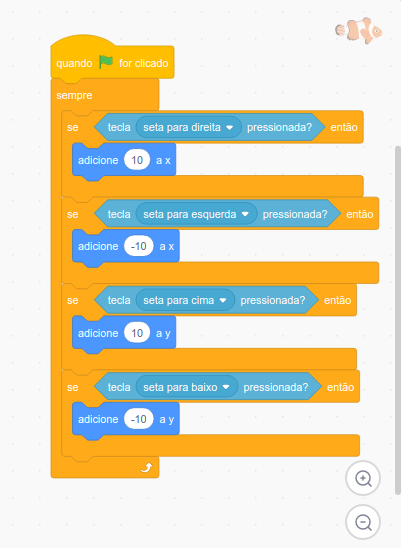 quando for clicado
sempre
se tecla seta para direita pressionada? então
adicione 10 a x
se tecla seta para esquerda pressionada? então
adicione -10 a x
se tecla seta para cima pressionada? então
adicione 10 a y
se tecla seta para baixo pressionada? então
adicione -10 a y